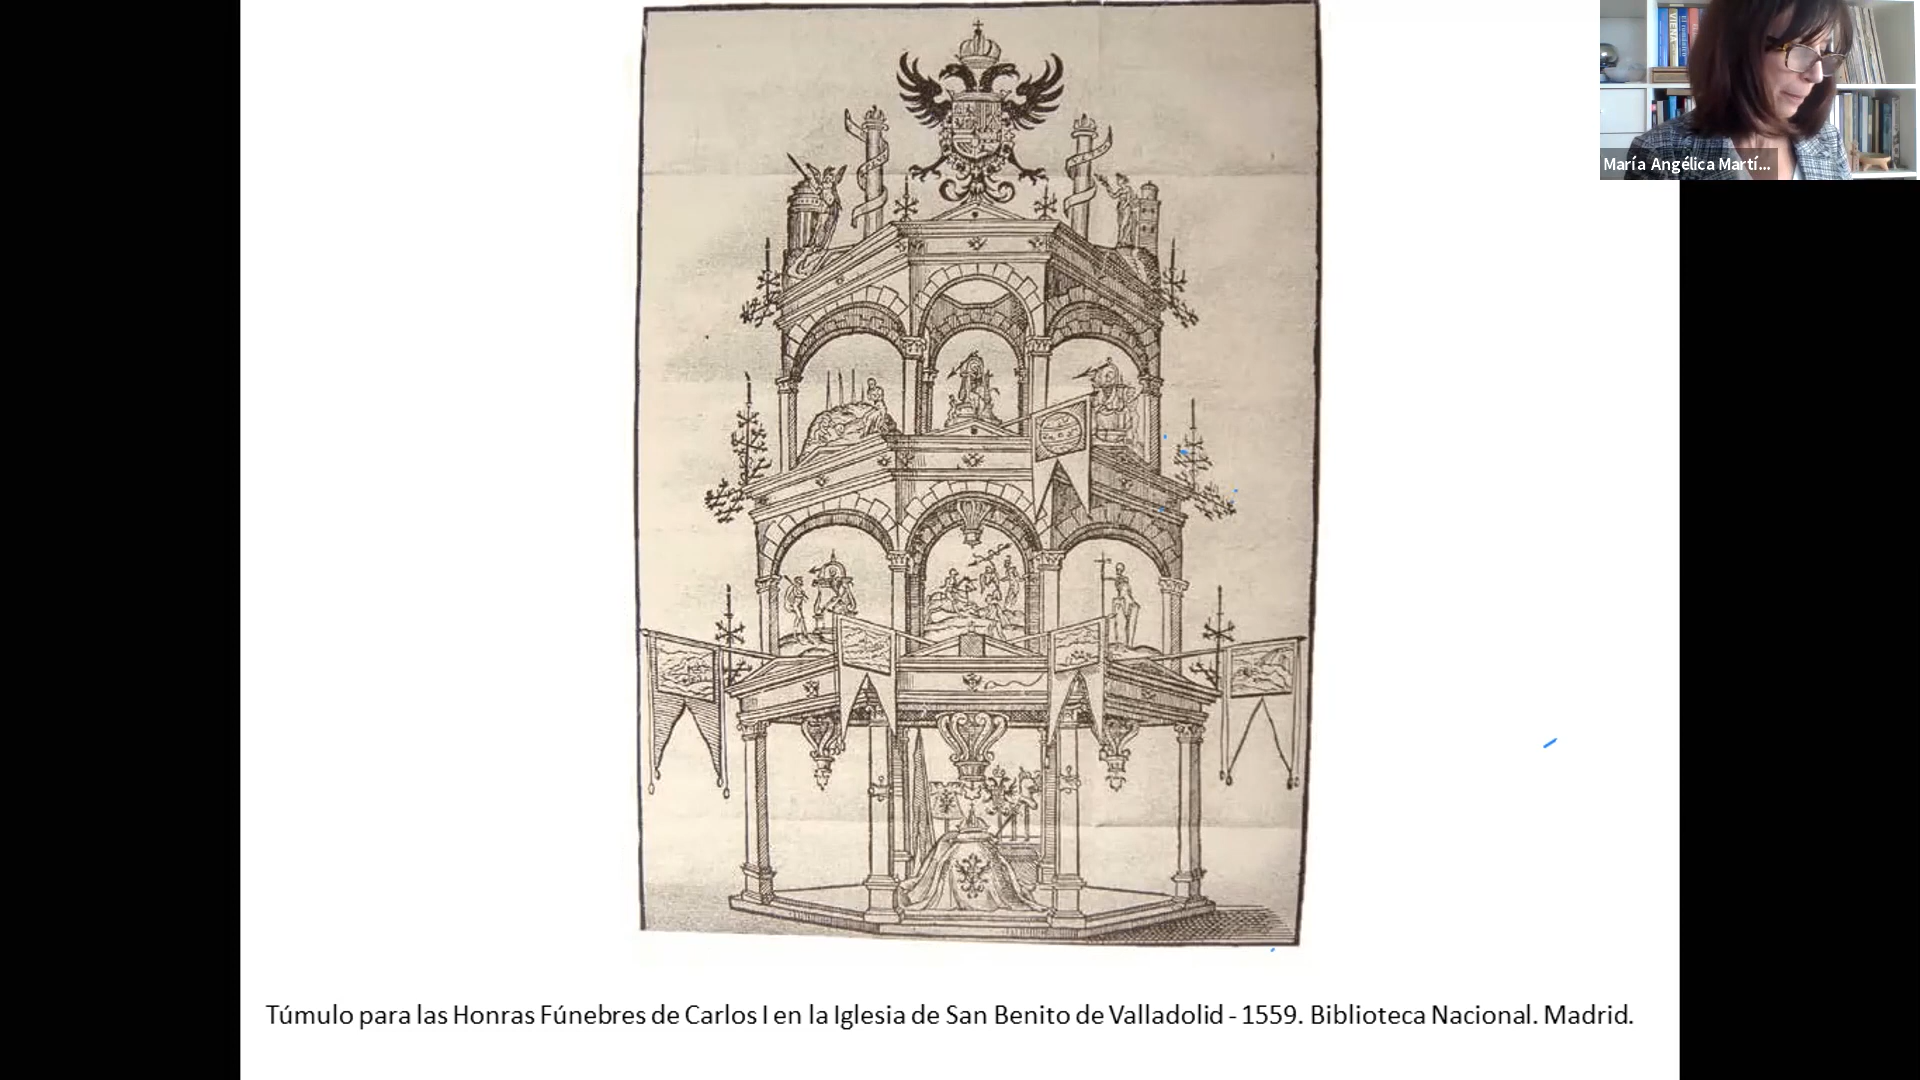 VIENA
María Angélica Martí...
Túmulo para las Honras Fúnebres de Carlos I en la Iglesia de San Benito de Valladolid - 1559. Biblioteca Nacional. Madrid.